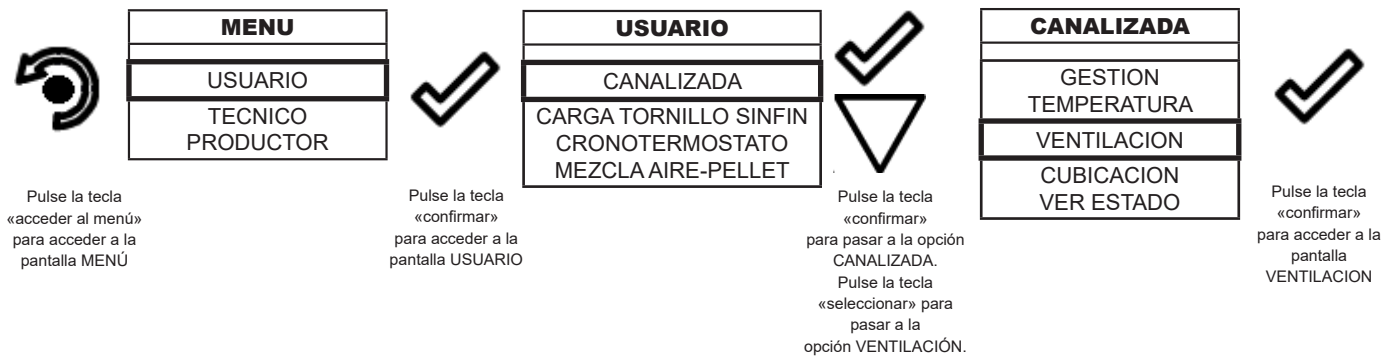 MENU
USUARIO
TECNICO
PRODUCTOR
Pulse la tecla
«acceder al menú»
para acceder a la
pantalla MENÚ
Pulse la tecla
«confirmar»
para acceder a la
pantalla USUARIO
USUARIO
CANALIZADA
CARGA TORNILLO SINFIN
CRONOTERMOSTATO
MEZCLA AIRE-PELLET
Pulse la tecla
«confirmar»
para pasar a la opción
CANALIZADA.
Pulse la tecla
«seleccionar» para
pasar a la
opción VENTILACIÓN.
CANALIZADA
GESTION
TEMPERATURA
VENTILACION
CUBICACION
VER ESTADO
Pulse la tecla
«confirmar»
para acceder a la
pantalla
VENTILACION